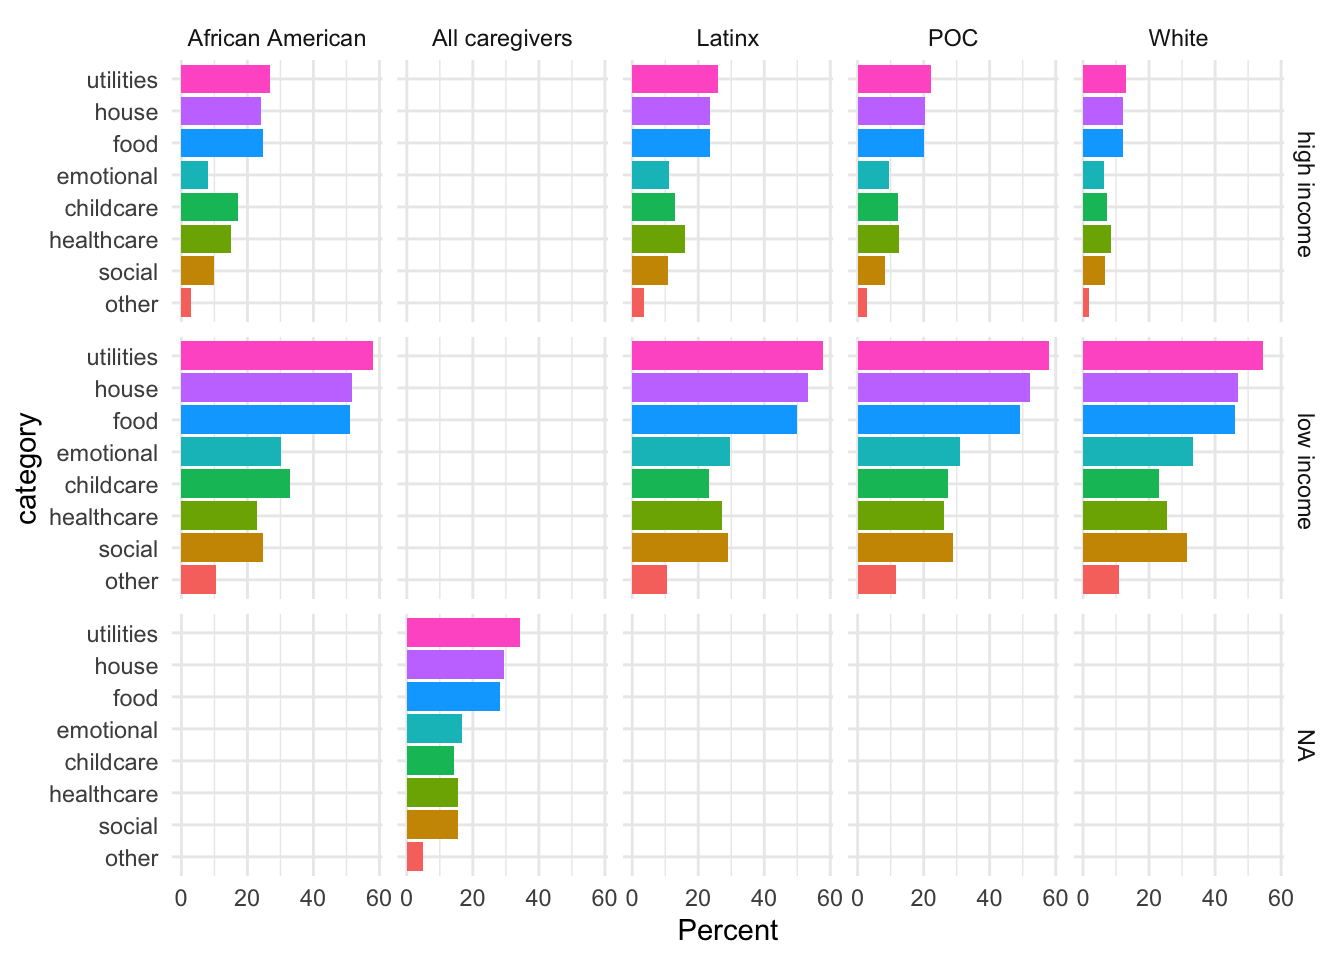 African American All caregivers Latinx POC White
utilities
house
food
emotional
childcare
healthcare
social
other
high income
utilities
house
food
emotional
childcare
healthcare
social
other
low income
utilities
house
food
emotional
childcare
healthcare
social
other
NA
category
0 20 40 60 0 20 40 60 0 20 40 60 0 20 40 60 0 20 40 60
Percent